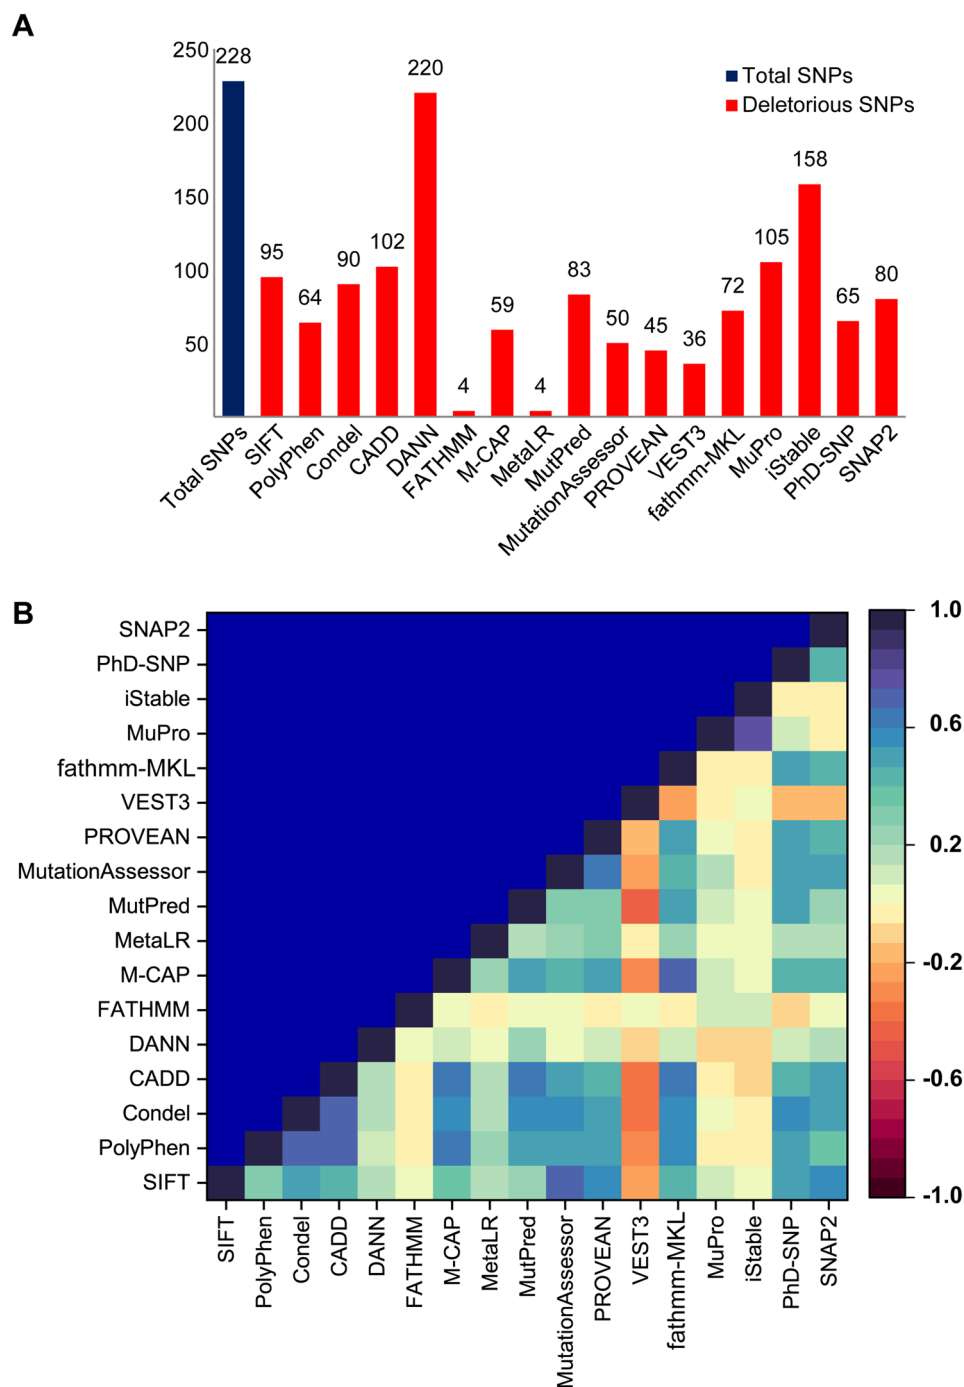 A
250
200
150
100
50
228
95
64
90
102
220
4
59
4
83
50
45
36
72
105
158
65
80
Total SNPs
Deletorious SNPs
Total SNPs
SIFT
PolyPhen
Condel
CADD
DANN
FATHMM
M-CAP
MetaLR
MutPred
MutationAssessor
PROVEAN
VEST3
fathmm-MKL
MuPro
iStable
PhD-SNP
SNAP2
B
SNAP2
PhD-SNP
iStable
MuPro
fathmm-MKL
VEST3
PROVEAN
MutationAssessor
MutPred
MetaLR
M-CAP
FATHMM
DANN
CADD
Condel
PolyPhen
SIFT
SIFT
PolyPhen
Condel
CADD
DANN
FATHMM
M-CAP
MetaLR
MutPred
MutationAssessor
PROVEAN
VEST3
fathmm-MKL
MuPro
iStable
PhD-SNP
SNAP2
1.0
0.6
0.2
-0.2
-0.6
-1.0